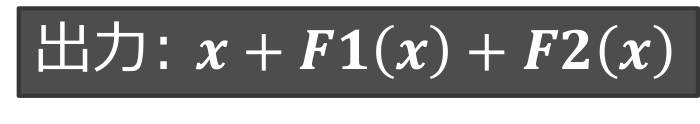 出力: x + F1(x) + F2(x)